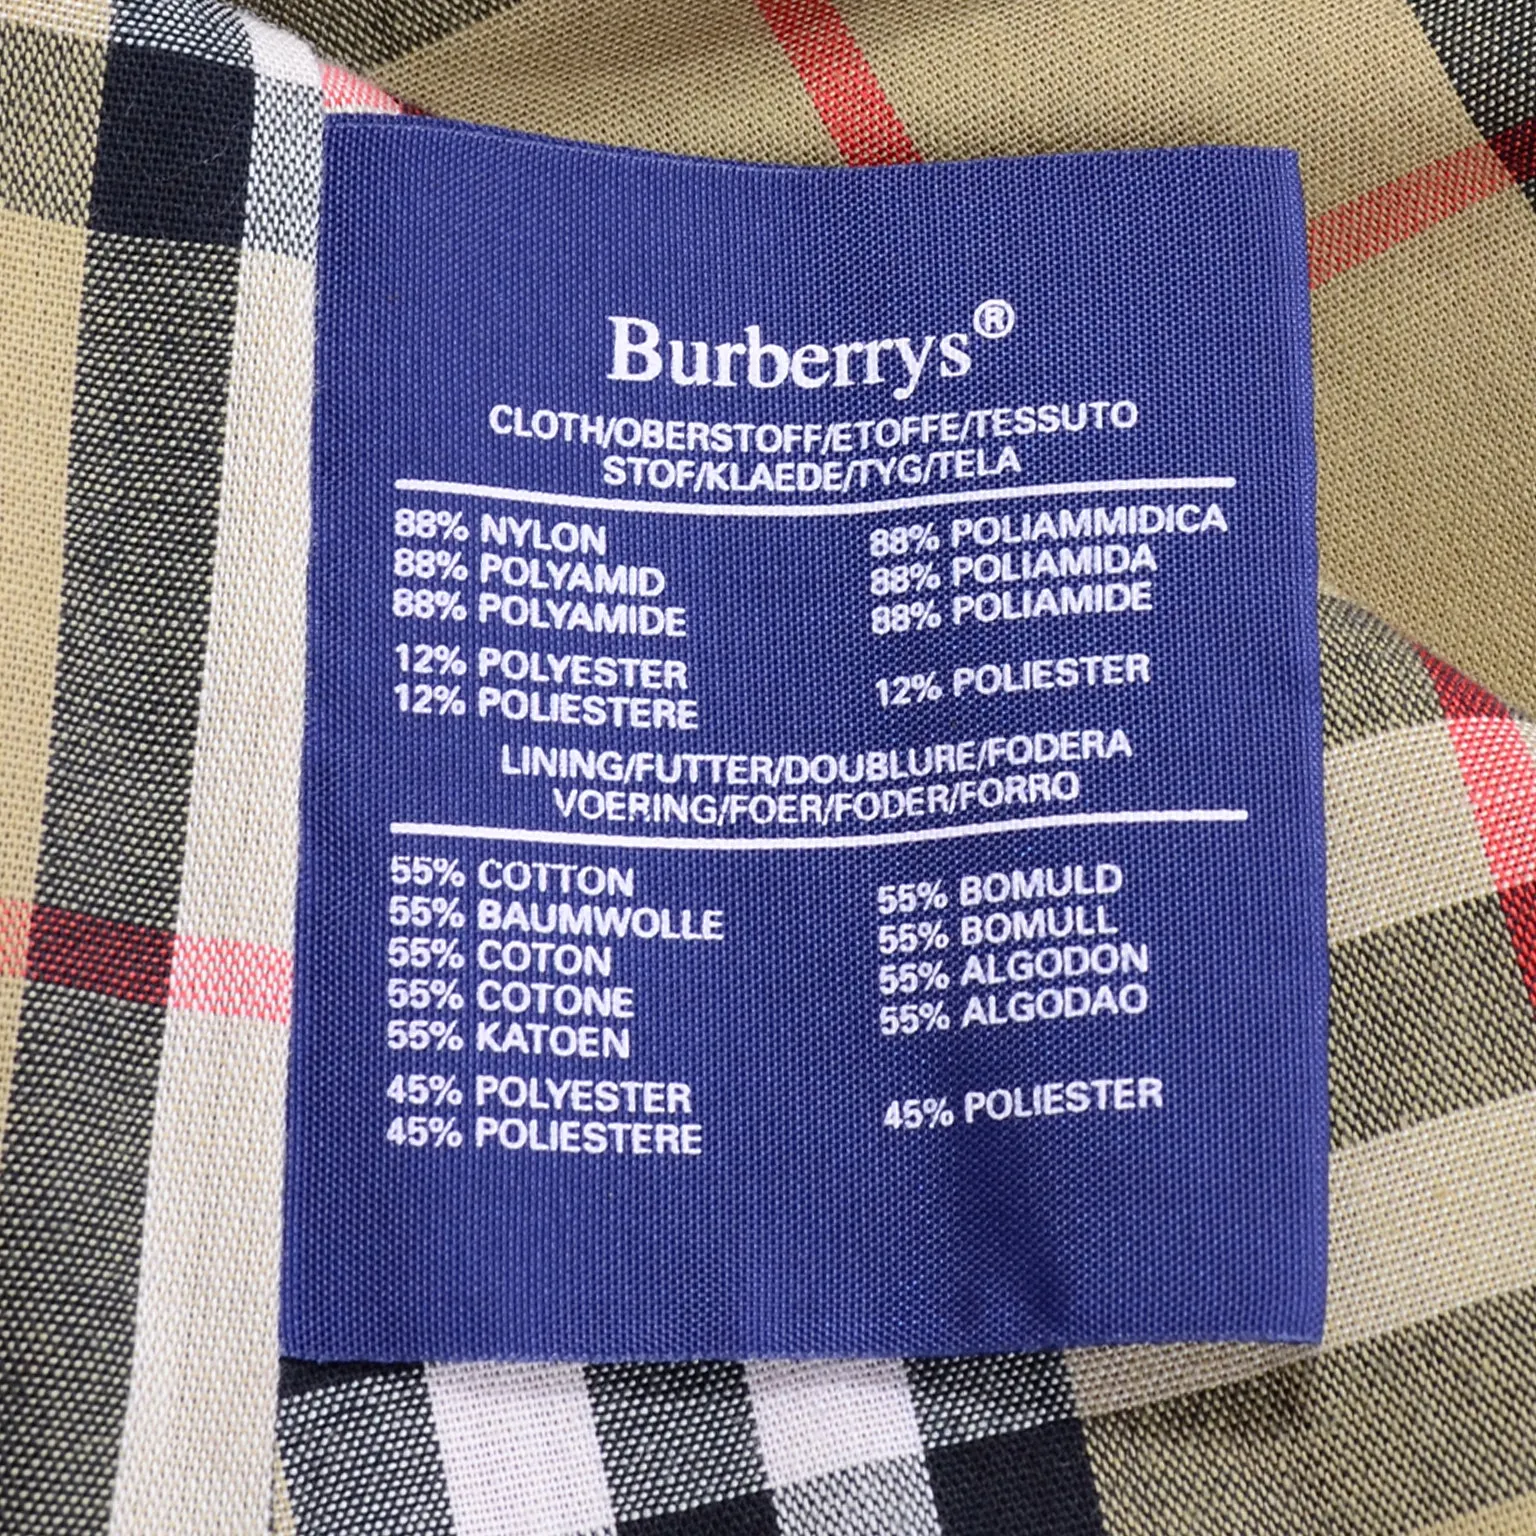 Burberrys®
CLOTH/OBERSTOFF/ETOFFE/TESSUTO
STOF/KLAEDE/TYG/TELA
88% NYLON
88% POLYAMID
88% POLYAMIDE
12% POLYESTER
12% POLIESTERE
88% POLIAMMIDICA
88% POLIAMIDA
88% POLIAMIDE
12% POLIESTER
LINING/FUTTER/DOUBLURE/FODERA
VOERING/FOER/FODER/FORRO
55% COTTON
55% BAUMWOLLE
55% COTON
55% COTONE
55% KATOEN
45% POLYESTER
45% POLIESTERE
55% BOMULD
55% BOMULL
55% ALGODON
55% ALGODAO
45% POLIESTER